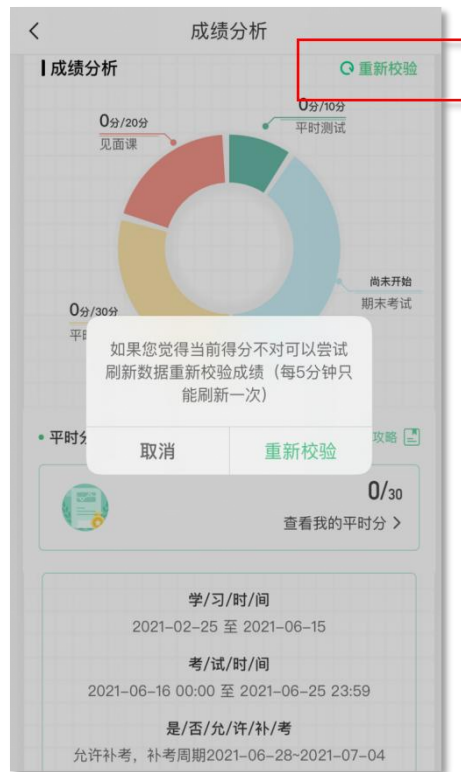 成绩分析
成绩分析
重新校验
0分/10分
平时测试
0分/20分
见面课
尚未开始
期末考试
0分/30分
平时
如果您觉得当前得分不对可以尝试
刷新数据重新校验成绩（每5分钟只
能刷新一次）
取消
重新校验
平时分
攻略
0/30
查看我的平时分
学/习/时/间
2021-02-25 至 2021-06-15
考/试/时/间
2021-06-16 00:00 至 2021-06-25 23:59
是/否/允/许/补/考
允许补考，补考周期2021-06-28~2021-07-04